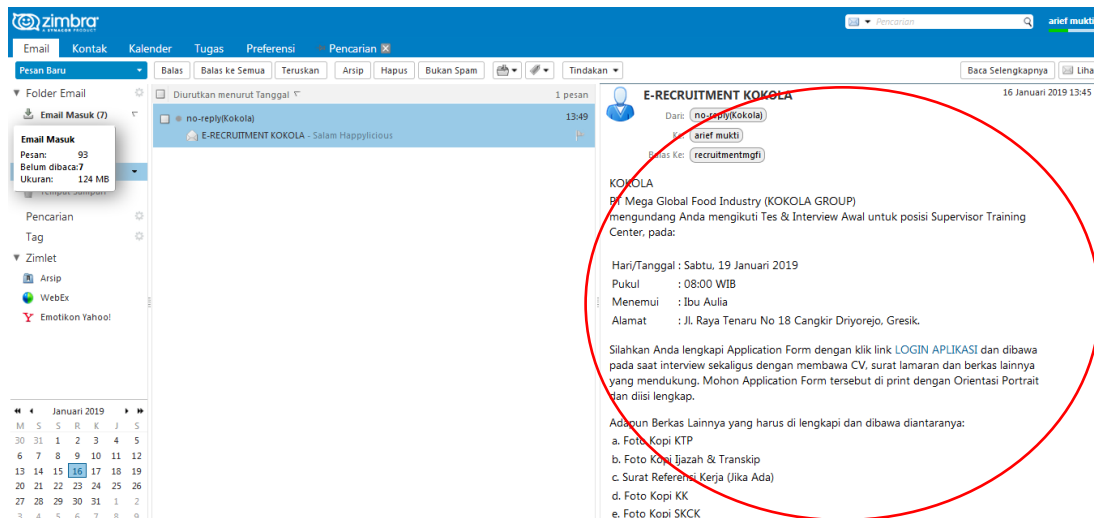 zimbra
A SYNACOR PRODUCT
Pencarian
arief mukti
Email Kontak Kalender Tugas Preferensi Pencarian
Pesan Baru
Balas Balas ke Semua Teruskan Arsip Hapus Bukan Spam Tindakan Baca Selengkapnya
Folder Email
Email Masuk (7)
Email Masuk
Pesan: 93
Belum dibaca:7
Ukuran: 124 MB
Pencarian
Tag
Zimlet
Arsip
WebEx
Emotikon Yahoo!
Januari 2019
M S S R K J S
30 31 1 2 3 4 5
6 7 8 9 10 11 12
13 14 15 16 17 18 19
20 21 22 23 24 25 26
27 28 29 30 31 1 2
3 4 5 6 7 8 9
Diurutkan menurut Tanggal 1 pesan
no-reply(Kokola) 13:49
E-RECRUITMENT KOKOLA - Salam Happylicious
E-RECRUITMENT KOKOLA 16 Januari 2019 13:45
Dari: no-reply(Kokola)
Ke: arief mukti
Balas Ke: recruitmentmgfi
KOKOLA
PT Mega Global Food Industry (KOKOLA GROUP)
mengundang Anda mengikuti Tes & Interview Awal untuk posisi Supervisor Training
Center, pada:
Hari/Tanggal : Sabtu, 19 Januari 2019
Pukul : 08:00 WIB
Menemui : Ibu Aulia
Alamat : Jl. Raya Tenaru No 18 Cangkir Driyorejo, Gresik.
Silahkan Anda lengkapi Application Form dengan klik link LOGIN APLIKASI dan dibawa
pada saat interview sekaligus dengan membawa CV, surat lamaran dan berkas lainnya
yang mendukung. Mohon Application Form tersebut di print dengan Orientasi Portrait
dan diisi lengkap.
Adapun Berkas Lainnya yang harus di lengkapi dan dibawa diantaranya:
a. Foto Kopi KTP
b. Foto Kopi Ijazah & Transkip
c. Surat Referensi Kerja (Jika Ada)
d. Foto Kopi KK
e. Foto Kopi SKCK